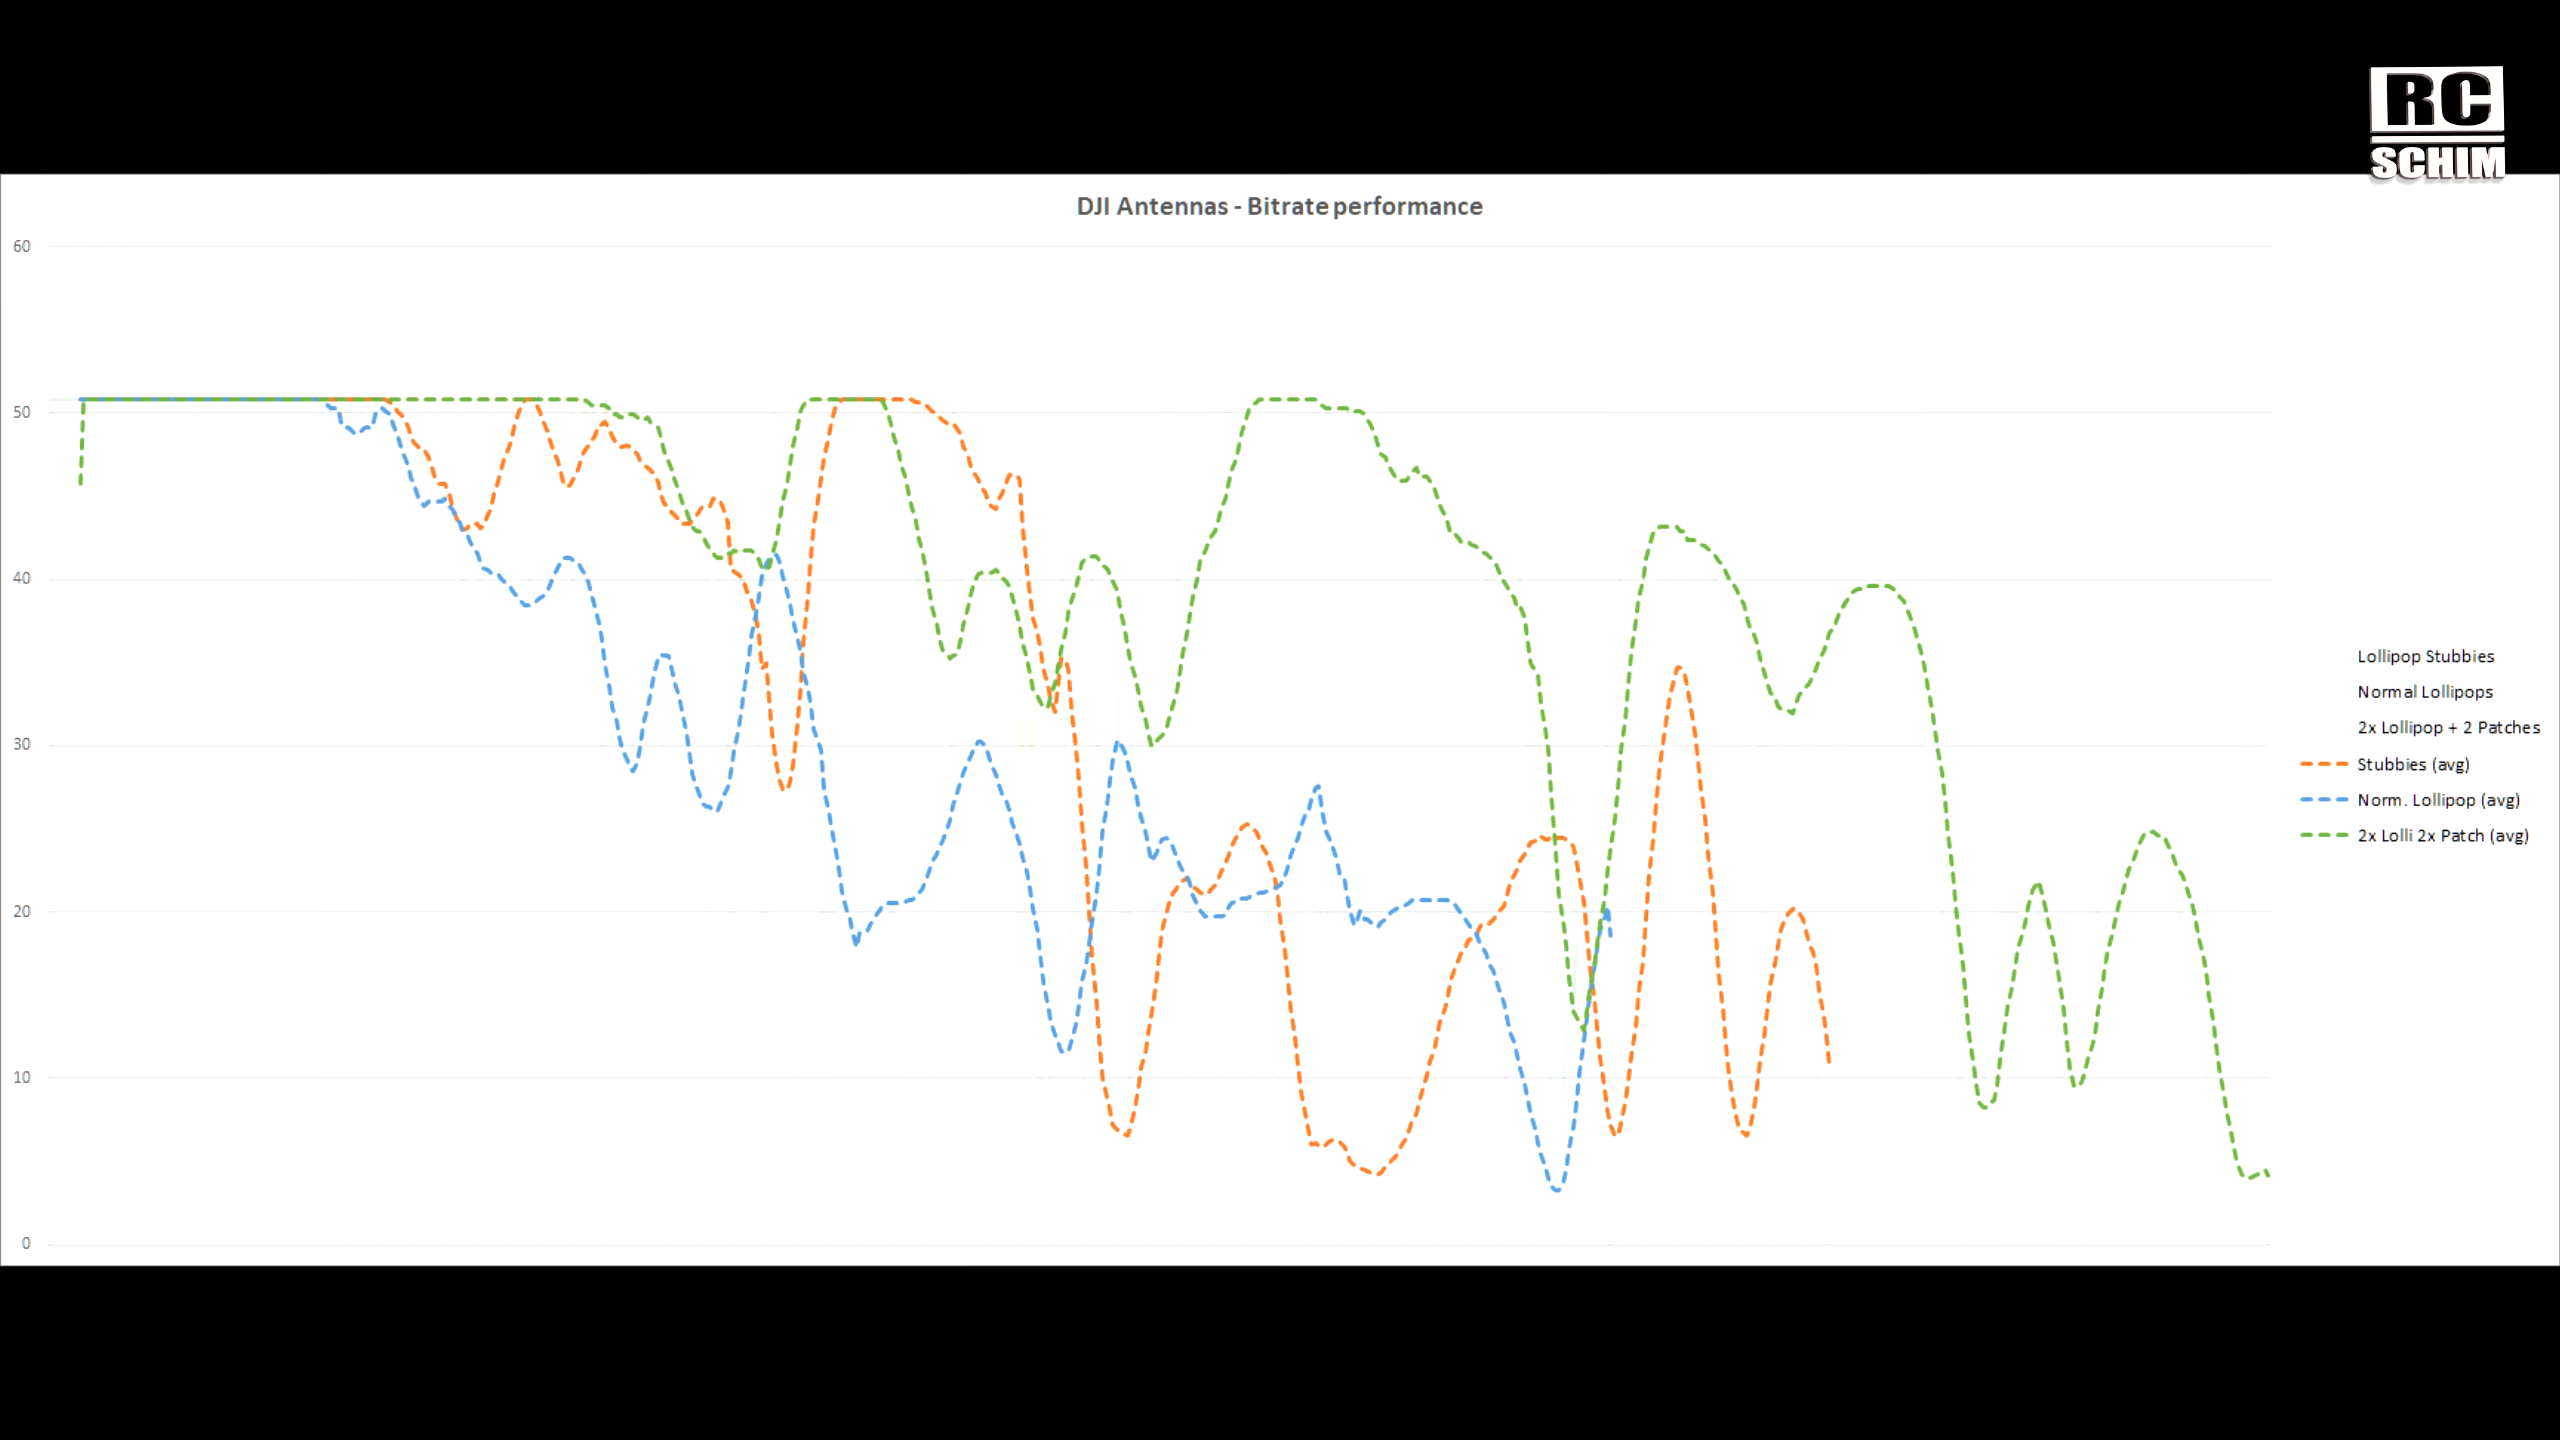 RC
SCHIM
DJI Antennas - Bitrate performance
60
50
40
30
20
10
0
Lollipop Stubbies
Normal Lollipops
2x Lollipop + 2 Patches
Stubbies (avg)
Norm. Lollipop (avg)
2x Lolli 2x Patch (avg)